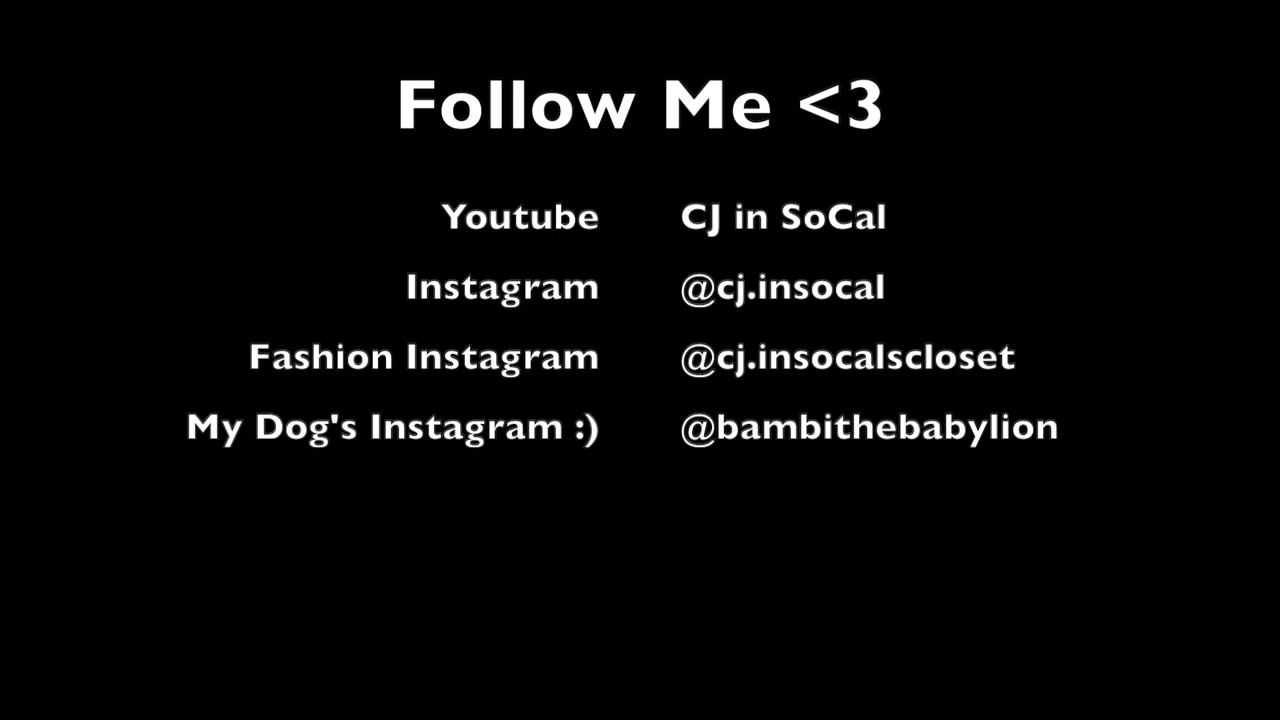 Follow Me <3
Youtube CJ in SoCal
Instagram @cj.insocal
Fashion Instagram @cj.insocalscloset
My Dog's Instagram :) @bambithebabylion